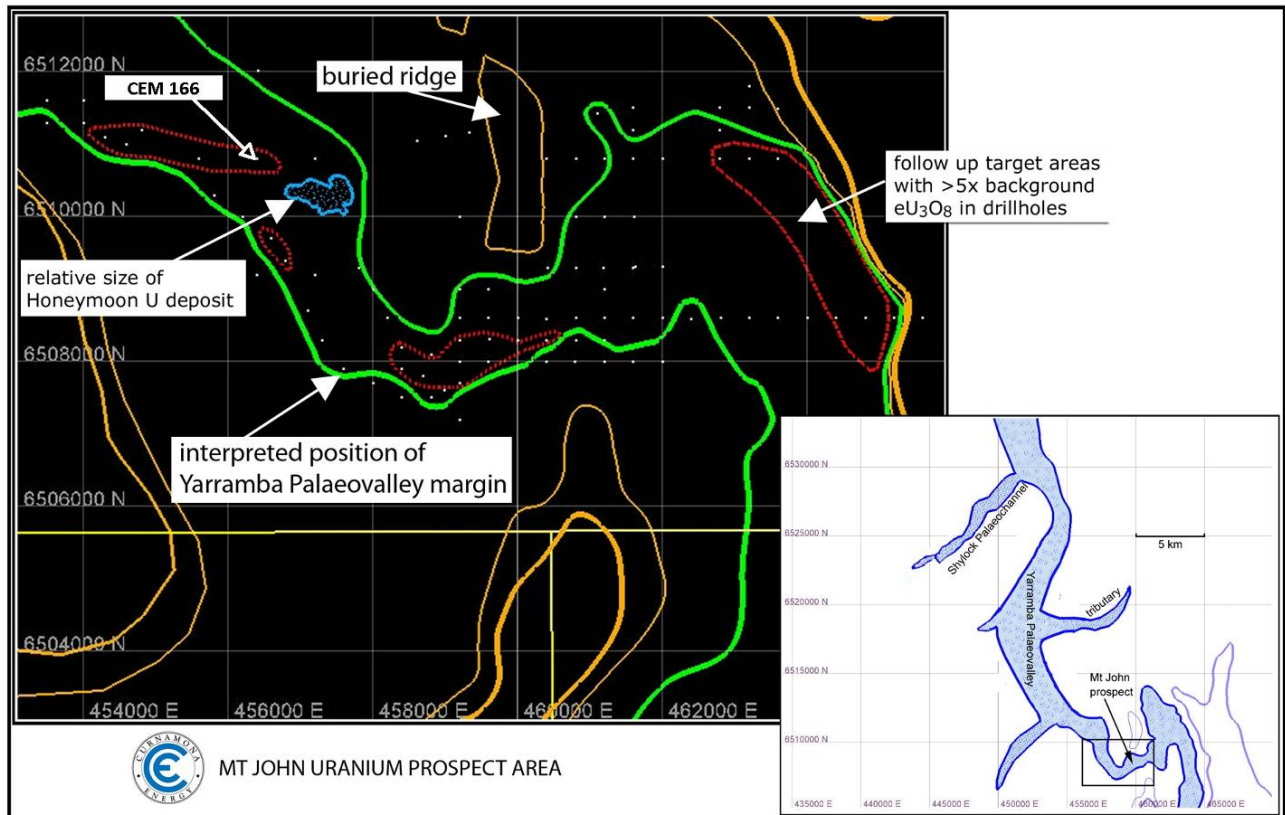 6512000 N
CEM 166
buried ridge
follow up target areas
with >5x background
eU₃O₈ in drillholes
6510000 N
relative size of
Honeymoon U deposit
6508000 N
interpreted position of
Yarramba Palaeovalley margin
6506000 N
6504009 N
454000 E
456000 E
458000 E
460000 E
462000 E
6530000 N
6525000 N
6520000 N
6515000 N
6510000 N
Shylock Palaeochannel
5 km
Yarramba Palaeovalley
tributary
Mt John
prospect
435000 E
440000 E
445000 E
450000 E
455000 E
460000 E
465000 E
CURNAMONA
ENERGY
MT JOHN URANIUM PROSPECT AREA